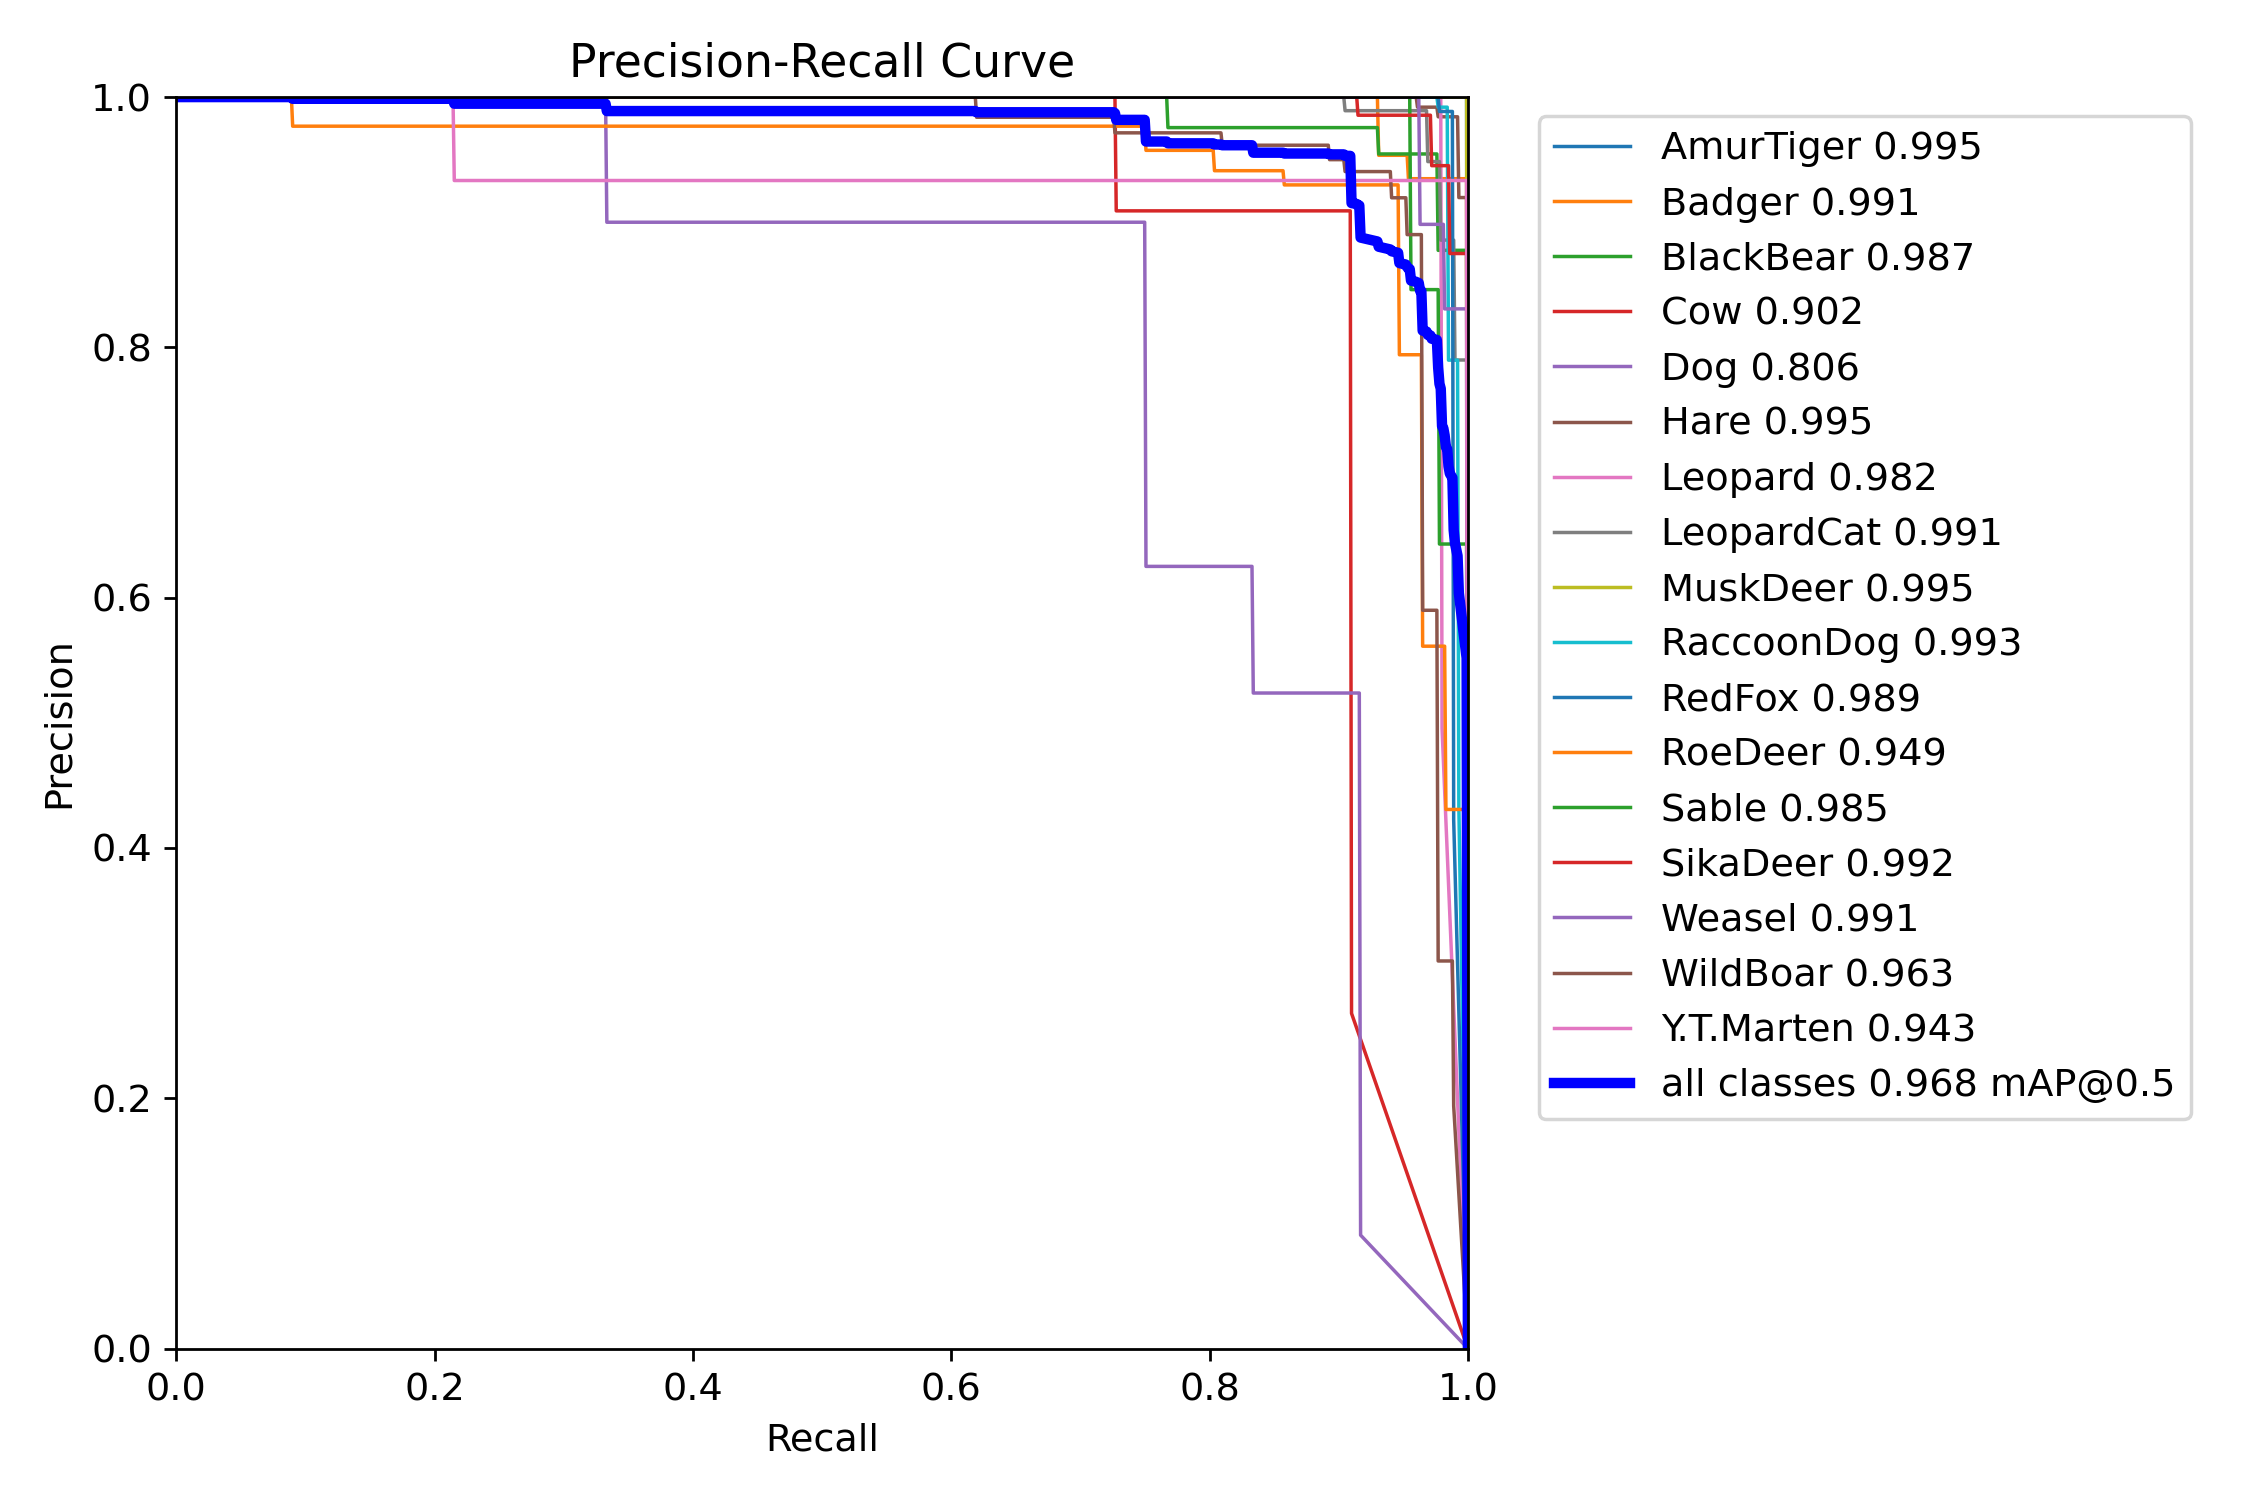 Precision-Recall Curve
1.0
0.8
0.6
0.4
0.2
0.0
Precision
0.0 0.2 0.4 0.6 0.8 1.0
Recall
AmurTiger 0.995
Badger 0.991
BlackBear 0.987
Cow 0.902
Dog 0.806
Hare 0.995
Leopard 0.982
LeopardCat 0.991
MuskDeer 0.995
RaccoonDog 0.993
RedFox 0.989
RoeDeer 0.949
Sable 0.985
SikaDeer 0.992
Weasel 0.991
WildBoar 0.963
Y.T.Marten 0.943
all classes 0.968 mAP@0.5